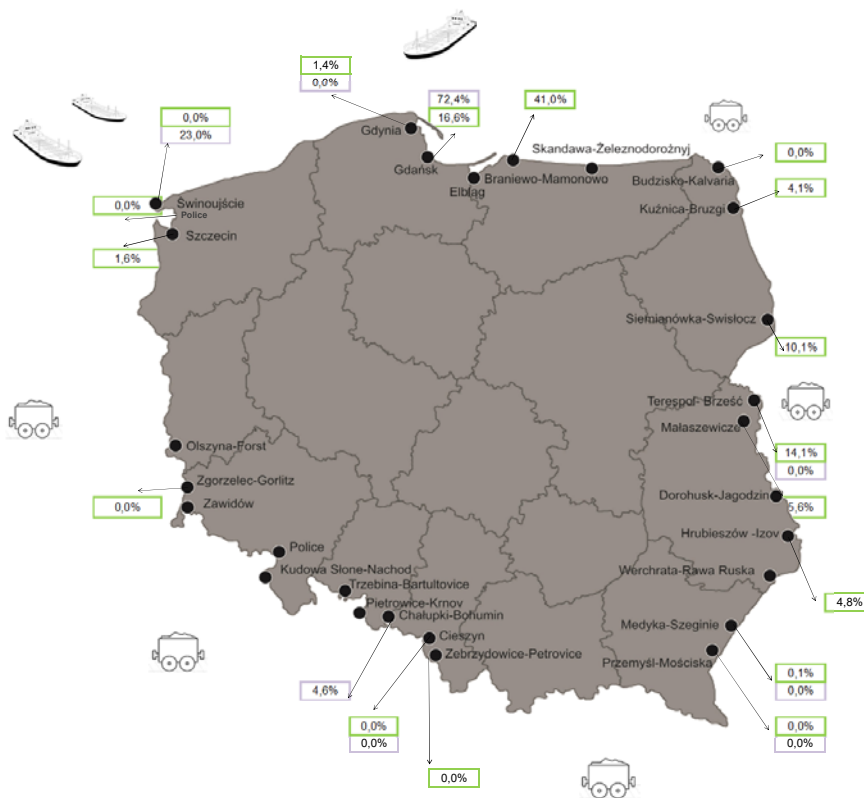 1,4%
0,0%
72,4%
16,6%
41,0%
0,0%
23,0%
Gdynia
Gdańsk
Elbląg
Skandawa-Żeleznodorożnyj
Braniewo-Mamonowo
0,0%
Budzisko-Kalvaria
4,1%
Kuźnica-Bruzgi
0,0%
Świnoujście
Police
Szczecin
1,6%
Siemianówka-Swisłocz
10,1%
Terespol- Brześć
Małaszewicze
14,1%
0,0%
Olszyna-Forst
Zgorzelec-Gorlitz
0,0%
Zawidów
Dorohusk-Jagodzin
5,6%
Hrubieszów -Izov
Police
Kudowa Słone-Nachod
Trzebina-Bartultovice
Werchrata-Rawa Ruska
4,8%
Pietrowice-Krnov
Chałupki-Bohumin
Cieszyn
Zebrzydowice-Petrovice
Medyka-Szeginie
Przemyśl-Mościska
4,6%
0,1%
0,0%
0,0%
0,0%
0,0%
0,0%
0,0%